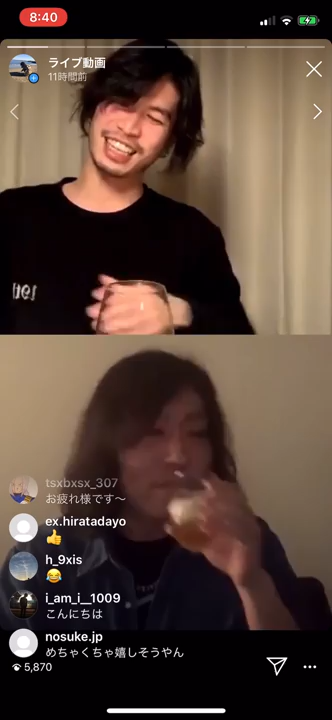 8:40
ライブ動画
11時間前
tsxbxsx_307
お疲れ様です〜
ex.hiratadayo
👍
h_9xis
😂
i_am_i__1009
こんにちは
nosuke.jp
めちゃくちゃ嬉しそうやん
5,870